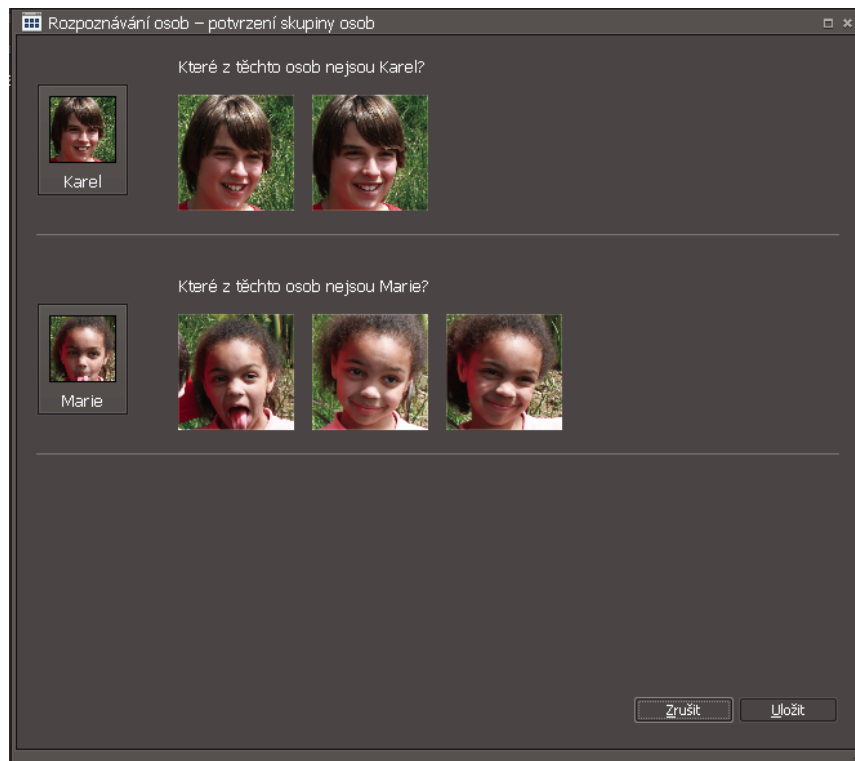 Rozpoznávání osob – potvrzení skupiny osob
Které z těchto osob nejsou Karel?
Karel
Které z těchto osob nejsou Marie?
Marie
Zrušit
Uložit